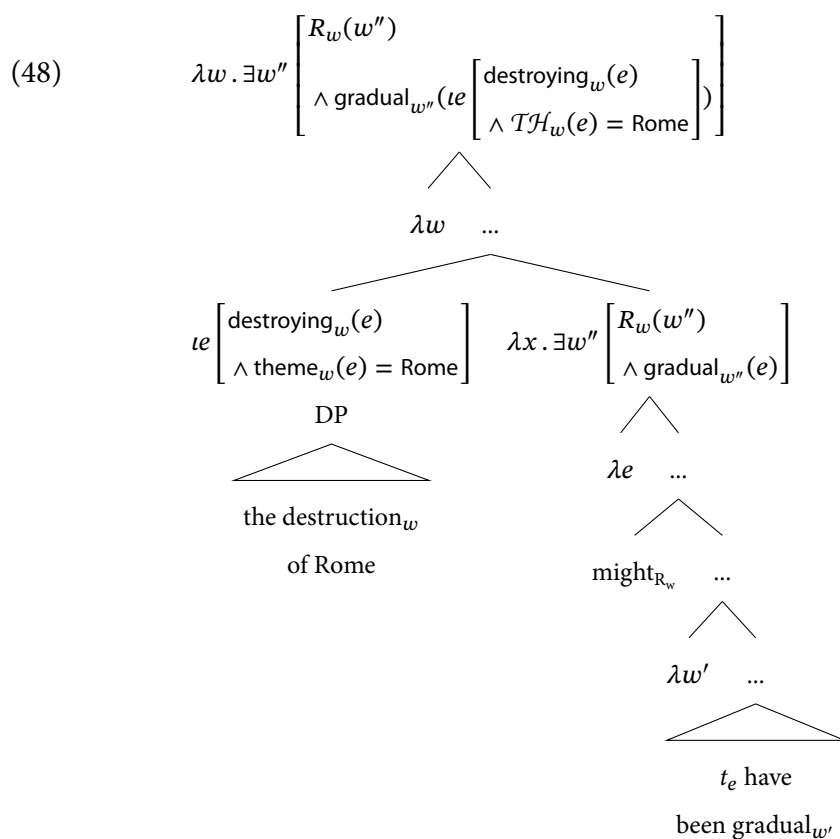 (48) λw . ∃w″ [ R_w(w″)
∧ gradual_w″(ιe [ destroying_w(e)
∧ 𝒯ℋ_w(e) = Rome ]) ]
λw ...
ιe [ destroying_w(e)
∧ theme_w(e) = Rome ] λx . ∃w″ [ R_w(w″)
∧ gradual_w″(e) ]
DP
λe ...
the destruction_w
of Rome
might_R_w ...
λw′ ...
t_e have
been gradual_w′